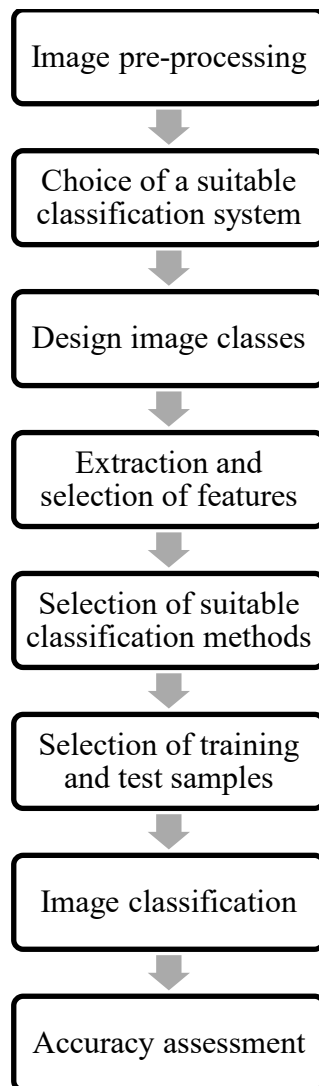 Image pre-processing
Choice of a suitable
classification system
Design image classes
Extraction and
selection of features
Selection of suitable
classification methods
Selection of training
and test samples
Image classification
Accuracy assessment